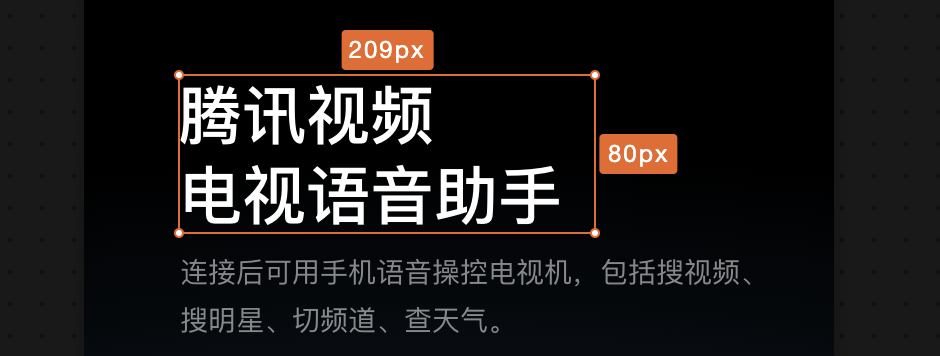 209px
腾讯视频
80px
电视语音助手
连接后可用手机语音操控电视机，包括搜视频、
搜明星、切频道、查天气。